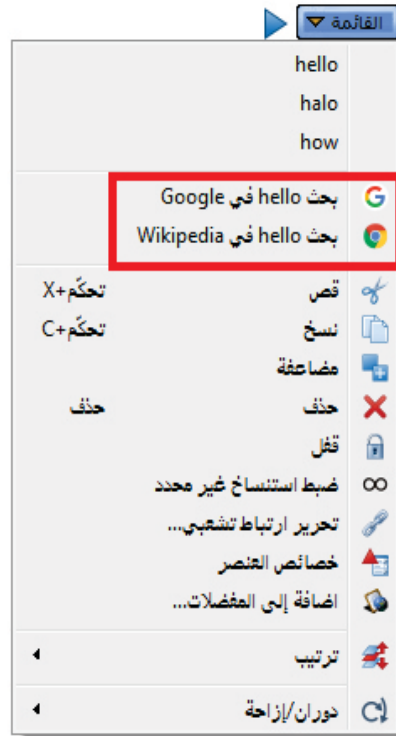 القائمة
hello
halo
how
بحث hello في Google
بحث hello في Wikipedia
قص تحكّم+X
نسخ تحكّم+C
مضاعفة
حذف حذف
قفل
ضبط استنساخ غير محدد
تحرير ارتباط تشعبي...
خصائص العنصر
اضافة إلى المفضلات...
ترتيب
دوران/إزاحة